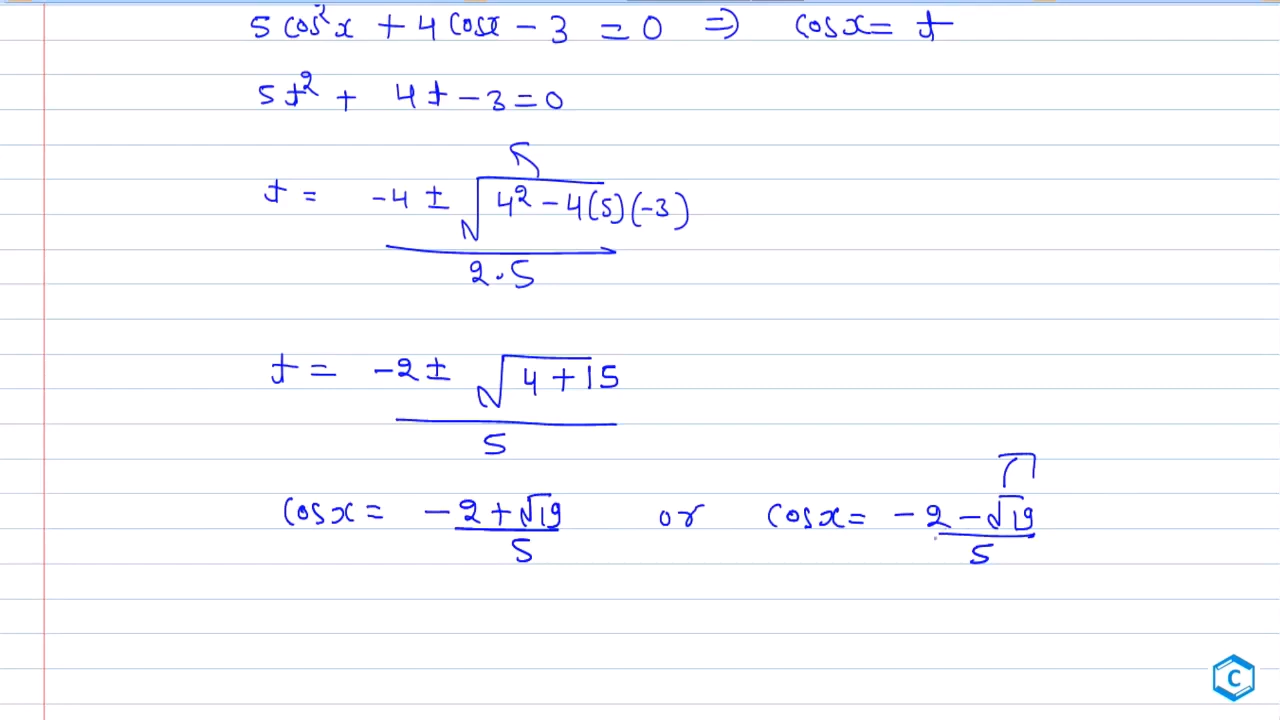 5 cos²x + 4 cosx - 3 = 0 ⇒ cosx = t
5t² + 4t - 3 = 0
t = -4 ± √4² - 4(5)(-3)
2·5
t = -2 ± √4 + 15
5
cosx = -2 + √19 or cosx = -2 - √19
5 5
C